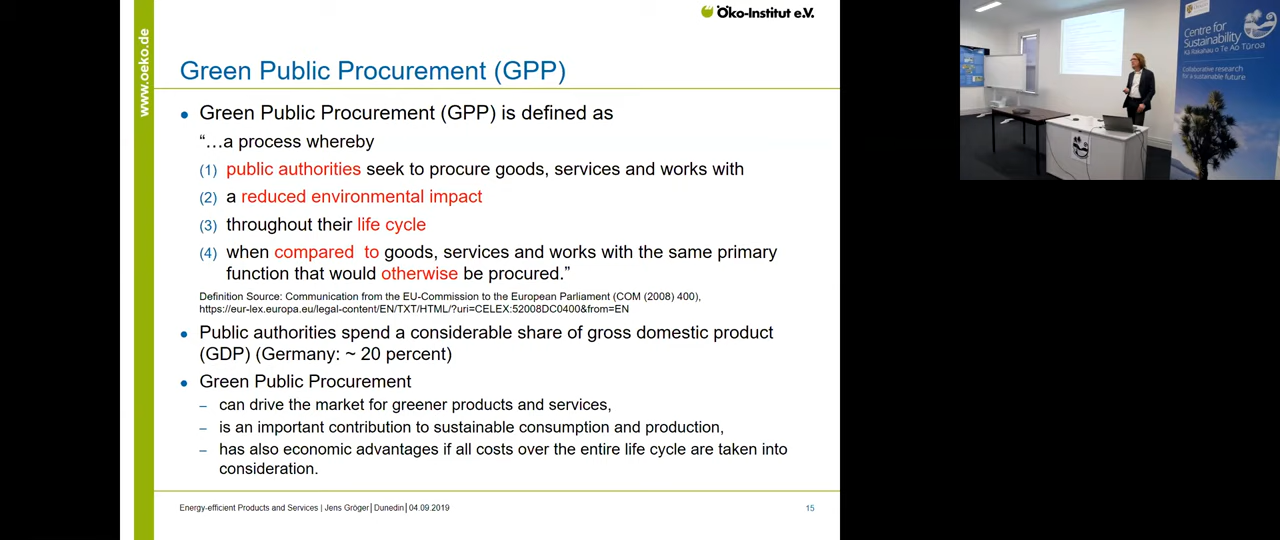 Öko-Institut e.V.
www.oeko.de
Green Public Procurement (GPP)
• Green Public Procurement (GPP) is defined as
“…a process whereby
(1) public authorities seek to procure goods, services and works with
(2) a reduced environmental impact
(3) throughout their life cycle
(4) when compared to goods, services and works with the same primary
function that would otherwise be procured.”
Definition Source: Communication from the EU-Commission to the European Parliament (COM (2008) 400),
https://eur-lex.europa.eu/legal-content/EN/TXT/HTML/?uri=CELEX:52008DC0400&from=EN
• Public authorities spend a considerable share of gross domestic product
(GDP) (Germany: ~ 20 percent)
• Green Public Procurement
– can drive the market for greener products and services,
– is an important contribution to sustainable consumption and production,
– has also economic advantages if all costs over the entire life cycle are taken into
consideration.
Energy-efficient Products and Services | Jens Gröger│Dunedin│04.09.2019
15
Centre for
Sustainability
Kā Rakahau o Te Ao Tūroa
Collaborative research
for a sustainable future